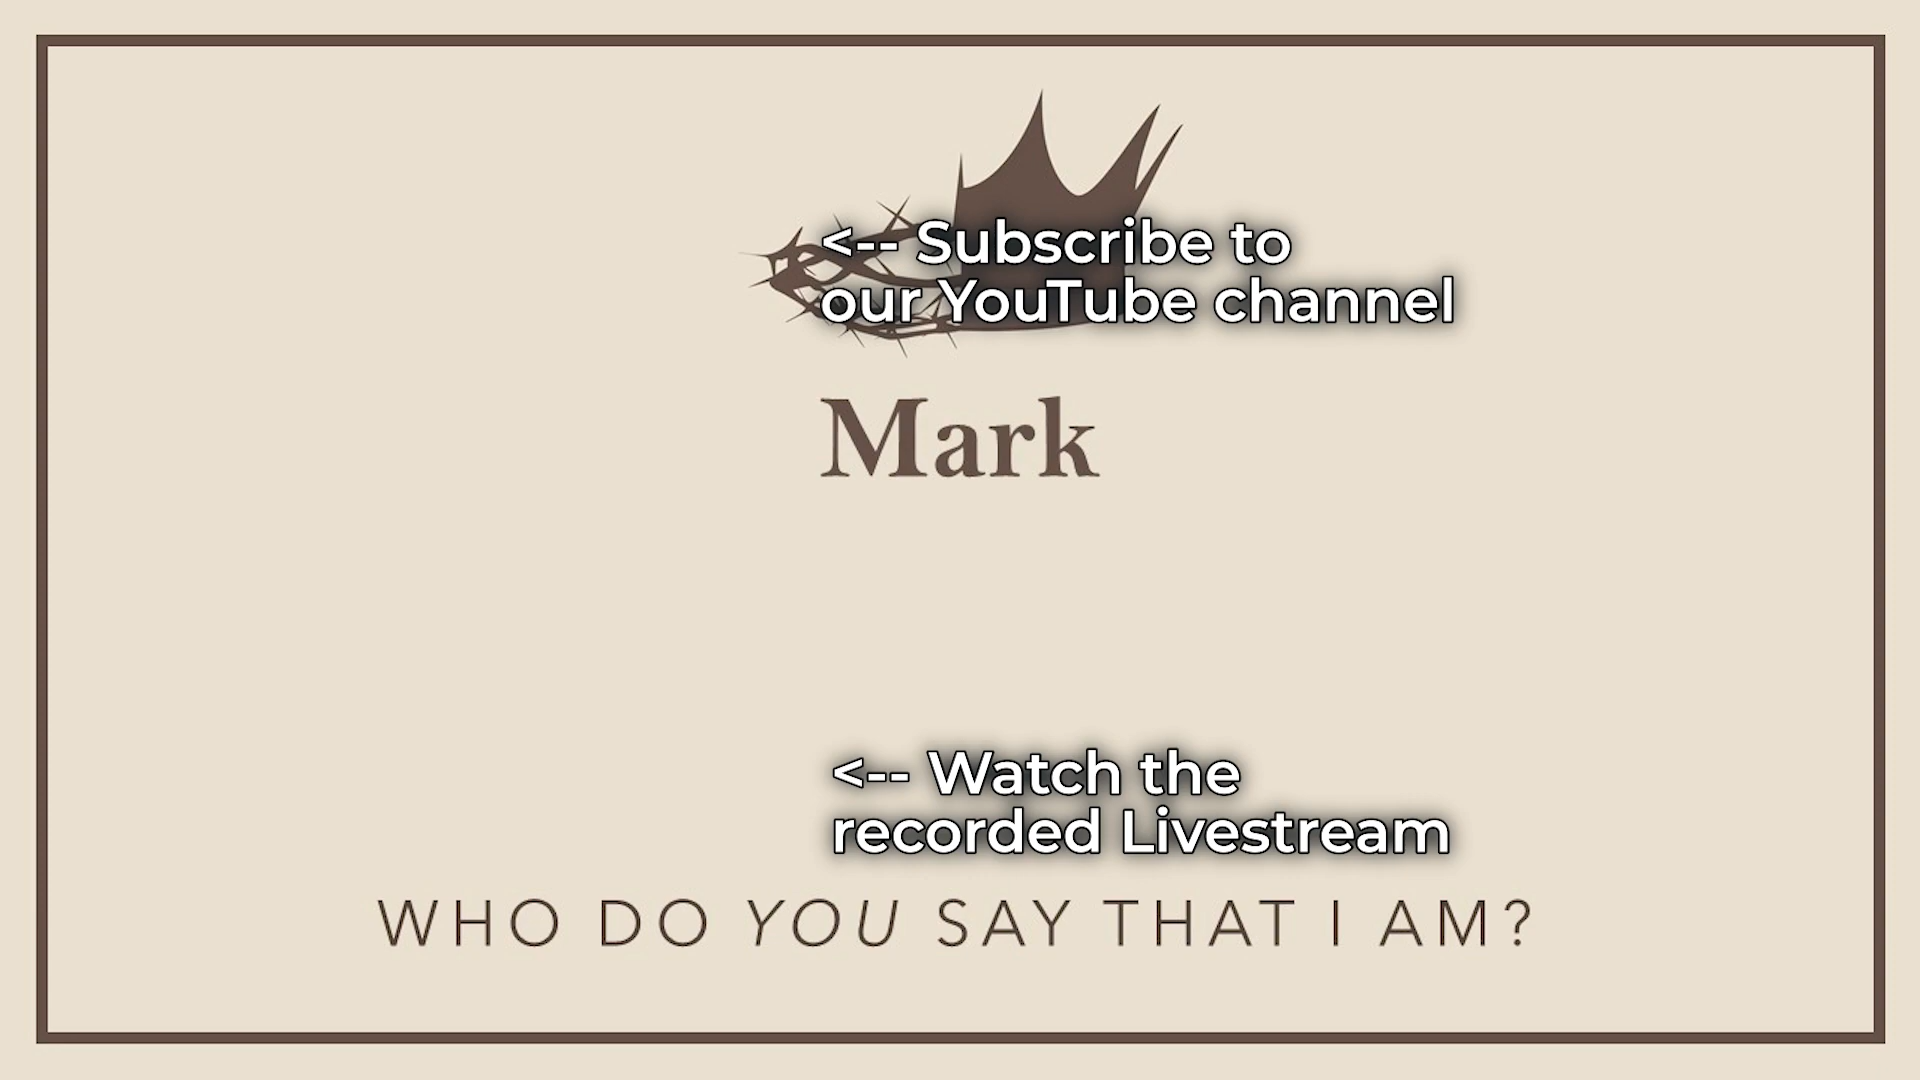 <-- Subscribe to
our YouTube channel
Mark
<-- Watch the
recorded Livestream
WHO DO YOU SAY THAT I AM?